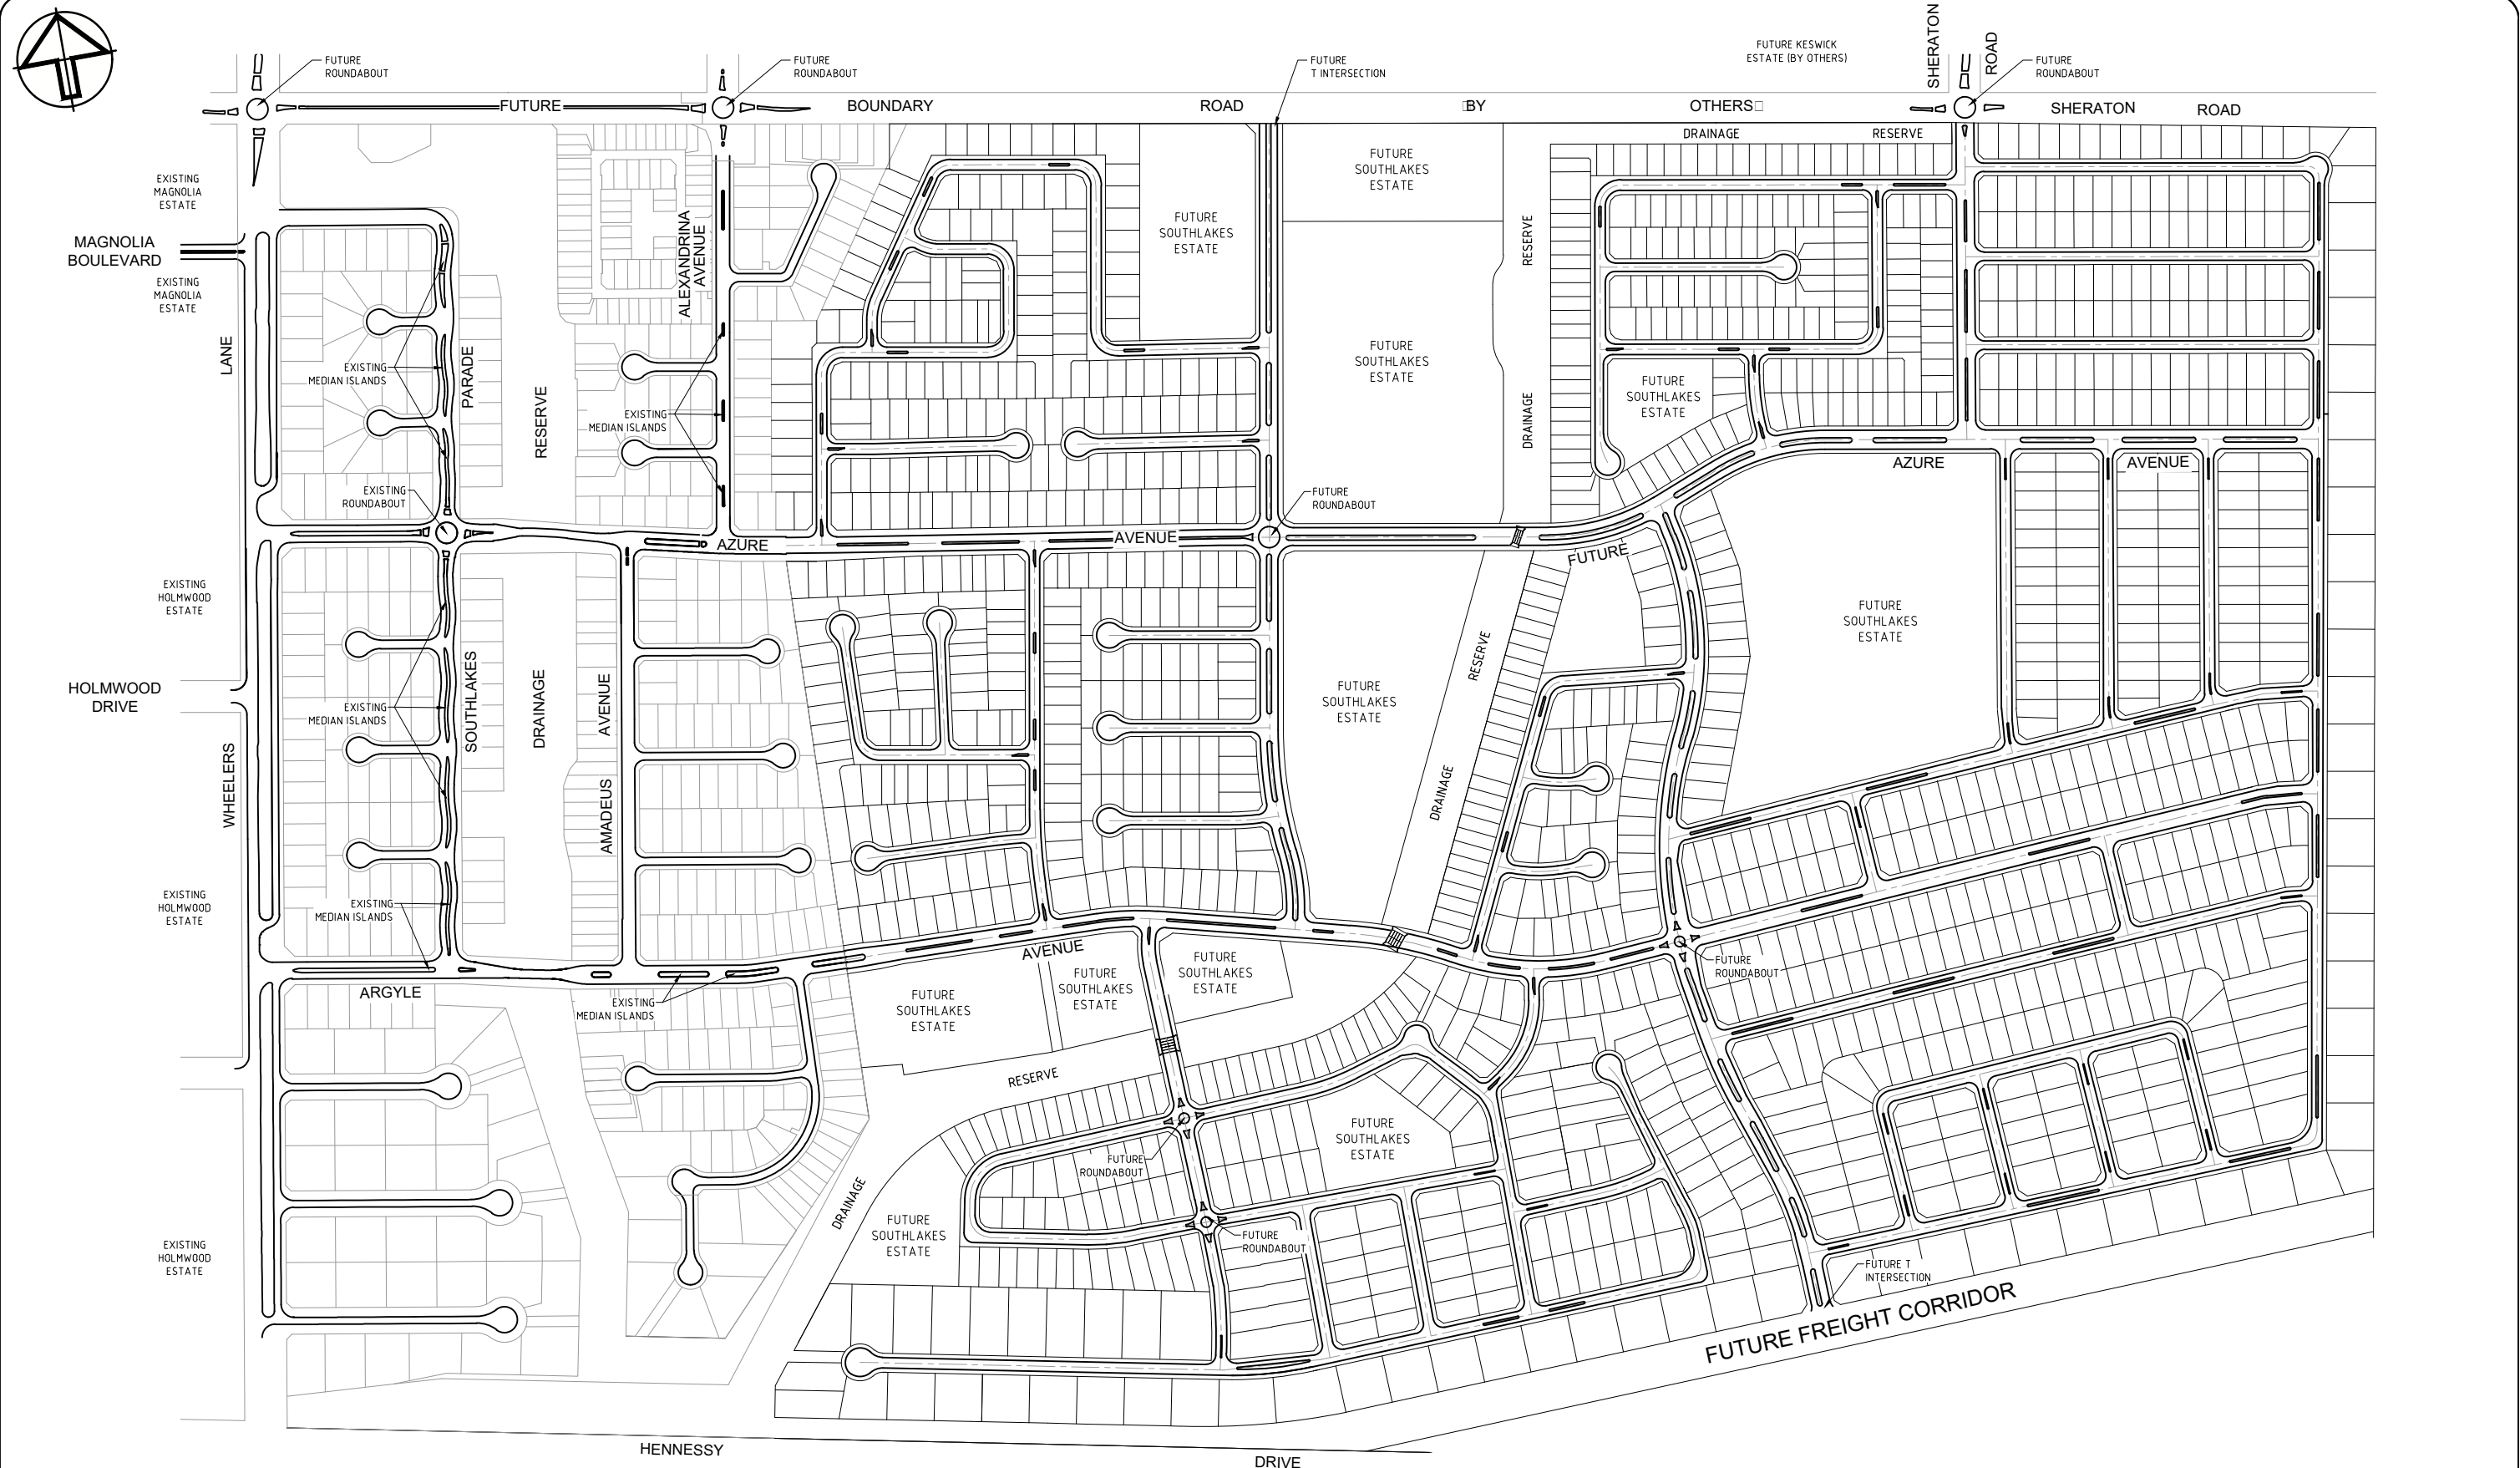 SHERATON
ROAD
FUTURE KESWICK
ESTATE (BY OTHERS)
FUTURE
ROUNDABOUT
FUTURE
ROUNDABOUT
FUTURE
T INTERSECTION
FUTURE
ROUNDABOUT
FUTURE
BOUNDARY
ROAD
BY
OTHERS
SHERATON
ROAD
DRAINAGE
RESERVE
EXISTING
MAGNOLIA
ESTATE
MAGNOLIA
BOULEVARD
EXISTING
MAGNOLIA
ESTATE
ALEXANDRINA
AVENUE
FUTURE
SOUTHLAKES
ESTATE
FUTURE
SOUTHLAKES
ESTATE
RESERVE
LANE
EXISTING
MEDIAN ISLANDS
PARADE
RESERVE
EXISTING
MEDIAN ISLANDS
FUTURE
SOUTHLAKES
ESTATE
DRAINAGE
FUTURE
SOUTHLAKES
ESTATE
AZURE
AVENUE
EXISTING
ROUNDABOUT
FUTURE
ROUNDABOUT
AZURE
AVENUE
FUTURE
EXISTING
HOLMWOOD
ESTATE
FUTURE
SOUTHLAKES
ESTATE
HOLMWOOD
DRIVE
EXISTING
MEDIAN ISLANDS
SOUTHLAKES
DRAINAGE
AVENUE
FUTURE
SOUTHLAKES
ESTATE
RESERVE
WHEELERS
AMADEUS
DRAINAGE
EXISTING
HOLMWOOD
ESTATE
EXISTING
MEDIAN ISLANDS
AVENUE
FUTURE
SOUTHLAKES
ESTATE
FUTURE
SOUTHLAKES
ESTATE
FUTURE
ROUNDABOUT
ARGYLE
EXISTING
MEDIAN ISLANDS
FUTURE
SOUTHLAKES
ESTATE
RESERVE
FUTURE
SOUTHLAKES
ESTATE
FUTURE
ROUNDABOUT
DRAINAGE
EXISTING
HOLMWOOD
ESTATE
FUTURE
SOUTHLAKES
ESTATE
FUTURE
ROUNDABOUT
FUTURE T
INTERSECTION
FUTURE FREIGHT CORRIDOR
HENNESSY
DRIVE